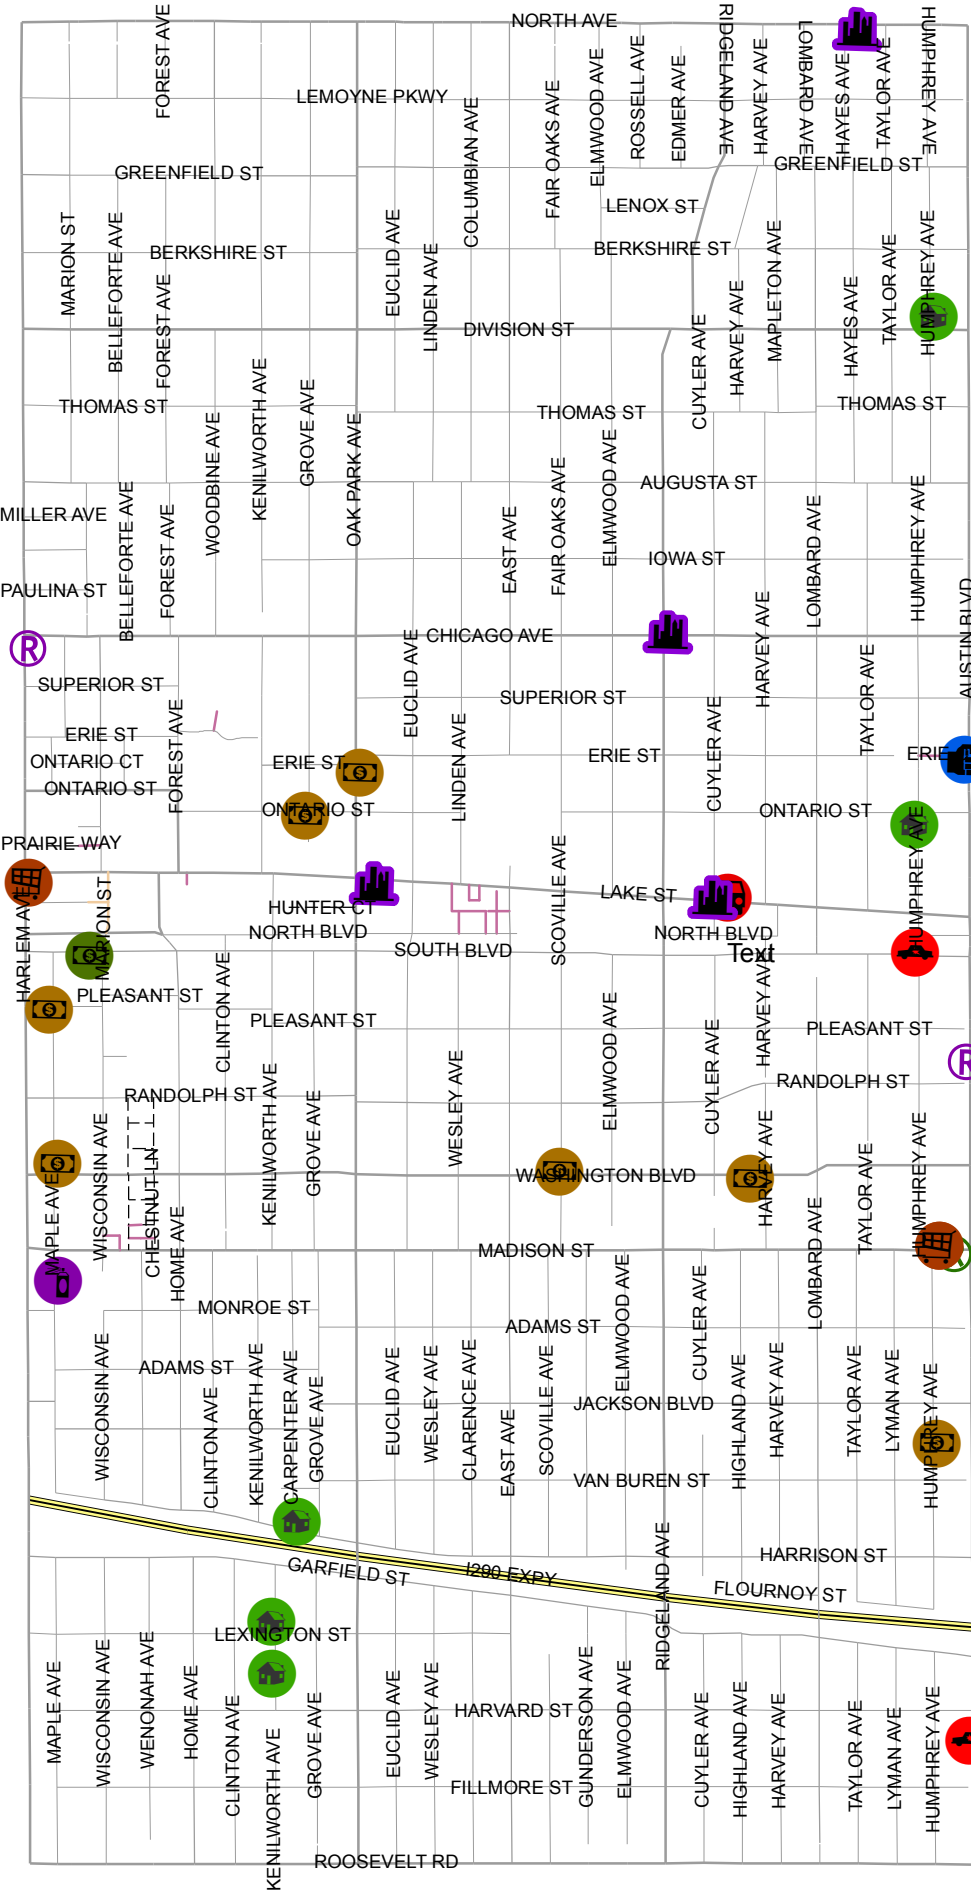 NORTH AVE
FOREST AVE
RIDGELAND AVE
HUMPHREY AVE
LOMBARD AVE
HARVEY AVE
HAYES AVE
TAYLOR AVE
ROSSELL AVE
ELMWOOD AVE
EDMER AVE
FAIR OAKS AVE
COLUMBIAN AVE
LEMOYNE PKWY
GREENFIELD ST
GREENFIELD ST
LENOX ST
MARION ST
BELLEFORTE AVE
EUCLID AVE
LINDEN AVE
BERKSHIRE ST
BERKSHIRE ST
MAPLETON AVE
HUMPHREY AVE
TAYLOR AVE
FOREST AVE
HARVEY AVE
HAYES AVE
CUYLER AVE
DIVISION ST
THOMAS ST
THOMAS ST
THOMAS ST
KENILWORTH AVE
GROVE AVE
WOODBINE AVE
OAK PARK AVE
ELMWOOD AVE
FAIR OAKS AVE
AUGUSTA ST
BELLEFORTE AVE
FOREST AVE
EAST AVE
LOMBARD AVE
HUMPHREY AVE
MILLER AVE
IOWA ST
PAULINA ST
AUSTIN BLVD
HARVEY AVE
®
CHICAGO AVE
EUCLID AVE
TAYLOR AVE
SUPERIOR ST
SUPERIOR ST
FOREST AVE
CUYLER AVE
LINDEN AVE
ERIE ST
ERIE ST
ERIE ST
ERIE
ONTARIO CT
ONTARIO ST
ONTARIO ST
ONTARIO ST
HUMPHREY AVE
PRAIRIE WAY
SCOVILLE AVE
LAKE ST
HARLEM AVE
MARION ST
HUNTER CT
NORTH BLVD
NORTH BLVD
SOUTH BLVD
Text
CLINTON AVE
HARVEY AVE
PLEASANT ST
PLEASANT ST
PLEASANT ST
ELMWOOD AVE
CUYLER AVE
®
WESLEY AVE
KENILWORTH AVE
GROVE AVE
RANDOLPH ST
RANDOLPH ST
WISCONSIN AVE
HARVEY AVE
HUMPHREY AVE
TAYLOR AVE
CHESTNUT LN
MAPLE AVE
WASHINGTON BLVD
HOME AVE
LOMBARD AVE
MADISON ST
ELMWOOD AVE
CUYLER AVE
MONROE ST
ADAMS ST
ADAMS ST
WISCONSIN AVE
KENILWORTH AVE
CARPENTER AVE
EUCLID AVE
WESLEY AVE
CLARENCE AVE
SCOVILLE AVE
HIGHLAND AVE
HARVEY AVE
TAYLOR AVE
LYMAN AVE
HUMPHREY AVE
CLINTON AVE
GROVE AVE
EAST AVE
JACKSON BLVD
VAN BUREN ST
RIDGELAND AVE
HARRISON ST
GARFIELD ST
I290 EXPY
FLOURNOY ST
LEXINGTON ST
MAPLE AVE
WISCONSIN AVE
WENONAH AVE
HOME AVE
CLINTON AVE
KENILWORTH AVE
GROVE AVE
EUCLID AVE
WESLEY AVE
GUNDERSON AVE
ELMWOOD AVE
CUYLER AVE
HIGHLAND AVE
HARVEY AVE
TAYLOR AVE
LYMAN AVE
HUMPHREY AVE
HARVARD ST
FILLMORE ST
ROOSEVELT RD